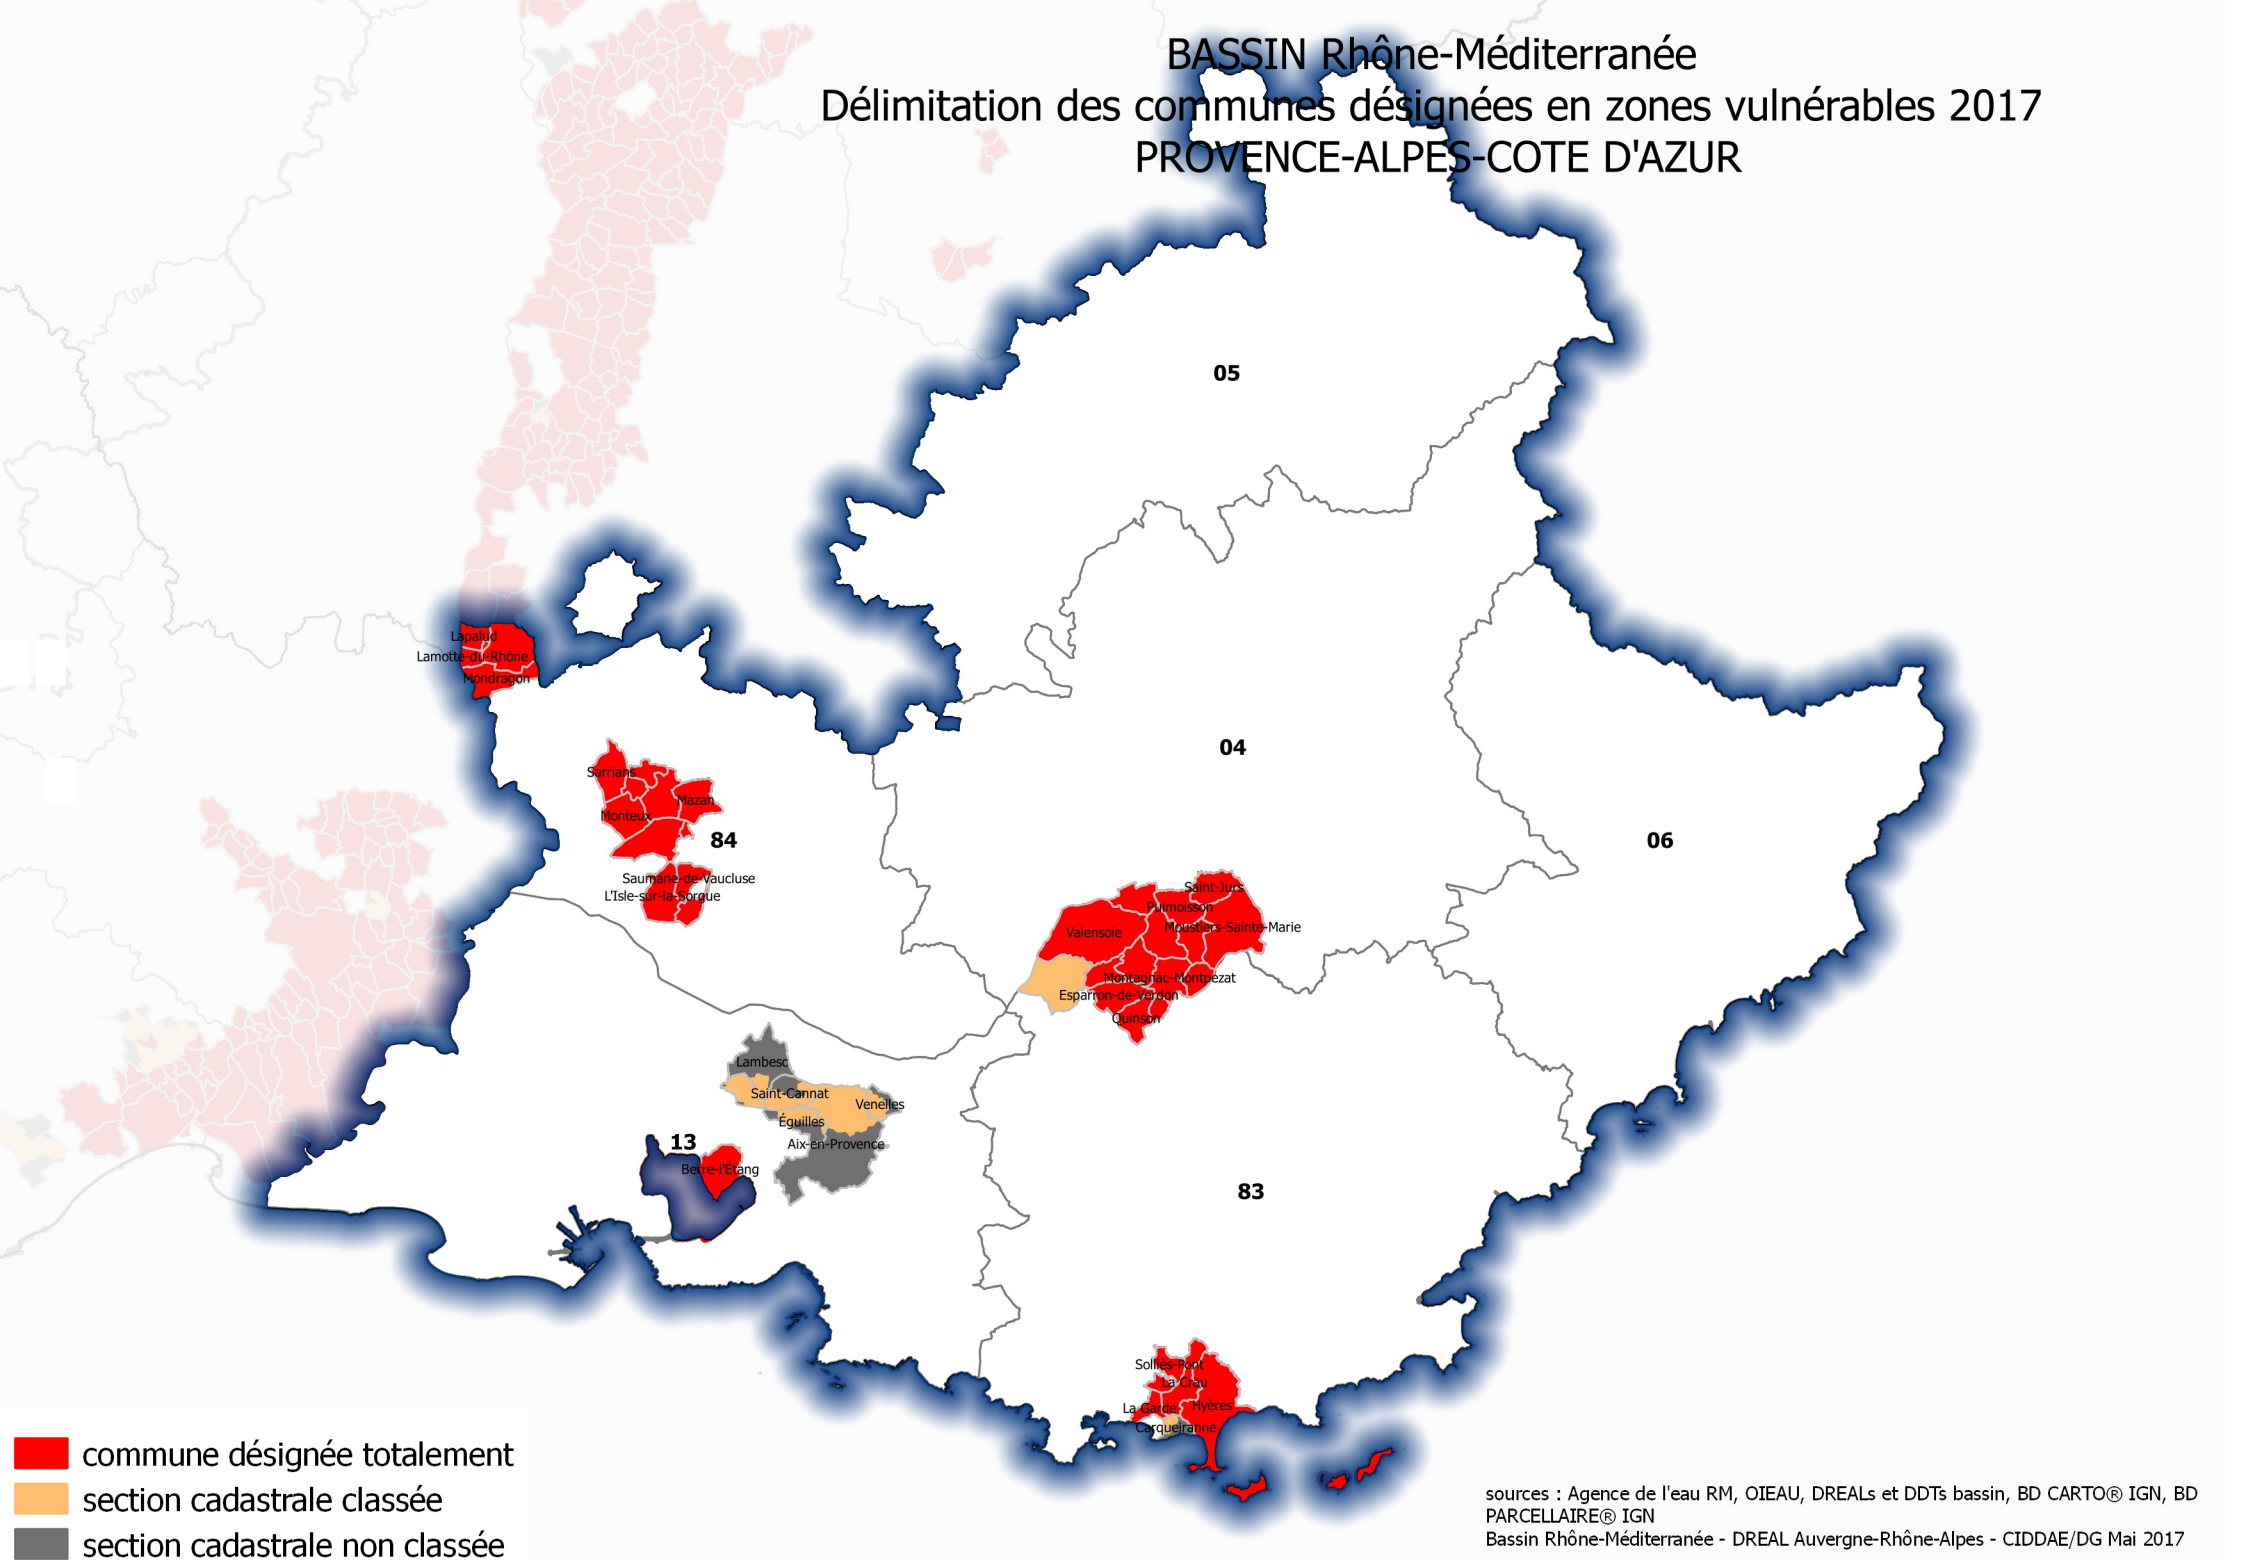 BASSIN Rhône-Méditerranée
Délimitation des communes désignées en zones vulnérables 2017
PROVENCE-ALPES-COTE D'AZUR
05
Lapalud
Lamotte-du-Rhône
Mondragon
04
Sarrians
Mazan
Monteux
84
06
Saumane-de-Vaucluse
L'Isle-sur-la-Sorgue
Saint-Jurs
Puimoisson
Moustiers-Sainte-Marie
Valensole
Montagnac-Montpezat
Esparron-de-Verdon
Quinson
Lambesc
Saint-Cannat
Venelles
Éguilles
Aix-en-Provence
13
Berre-l'Étang
83
Solliès-Pont
La Crau
Hyères
La Garde
Carqueiranne
commune désignée totalement
section cadastrale classée
section cadastrale non classée
sources : Agence de l'eau RM, OIEAU, DREALs et DDTs bassin, BD CARTO® IGN, BD
PARCELLAIRE® IGN
Bassin Rhône-Méditerranée - DREAL Auvergne-Rhône-Alpes - CIDDAE/DG Mai 2017